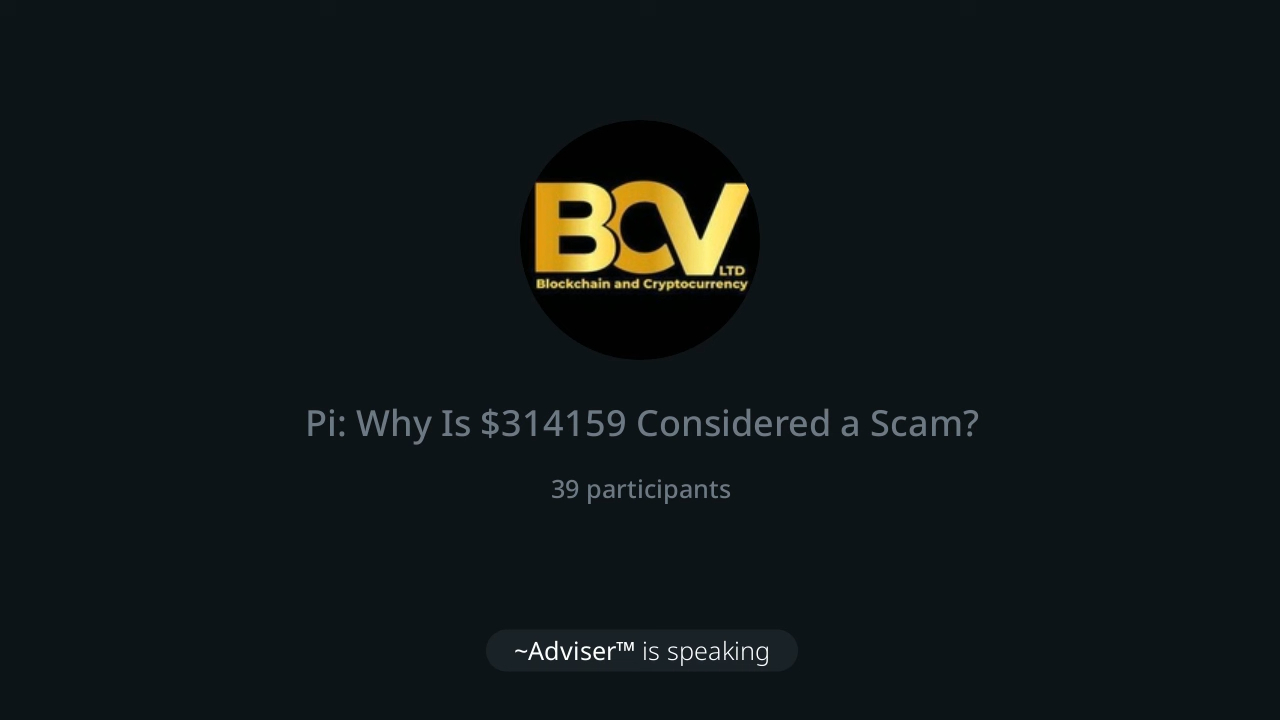 BCV
LTD
Blockchain and Cryptocurrency
Pi: Why Is $314159 Considered a Scam?
39 participants
~Adviser™ is speaking